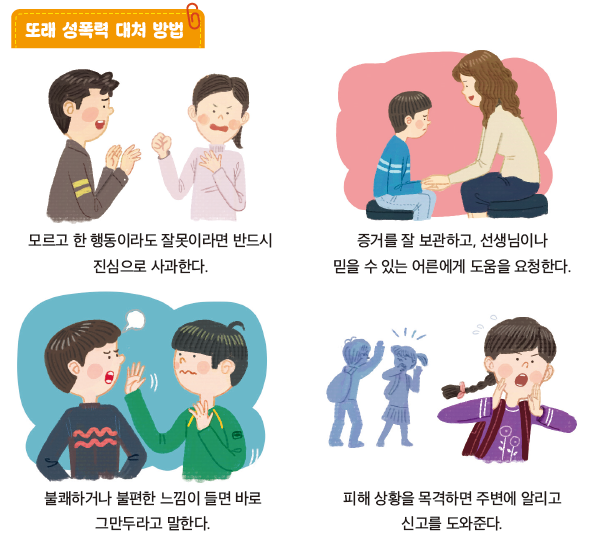 또래 성폭력 대처 방법
모르고 한 행동이라도 잘못이라면 반드시
진심으로 사과한다.
증거를 잘 보관하고, 선생님이나
믿을 수 있는 어른에게 도움을 요청한다.
불쾌하거나 불편한 느낌이 들면 바로
그만두라고 말한다.
피해 상황을 목격하면 주변에 알리고
신고를 도와준다.